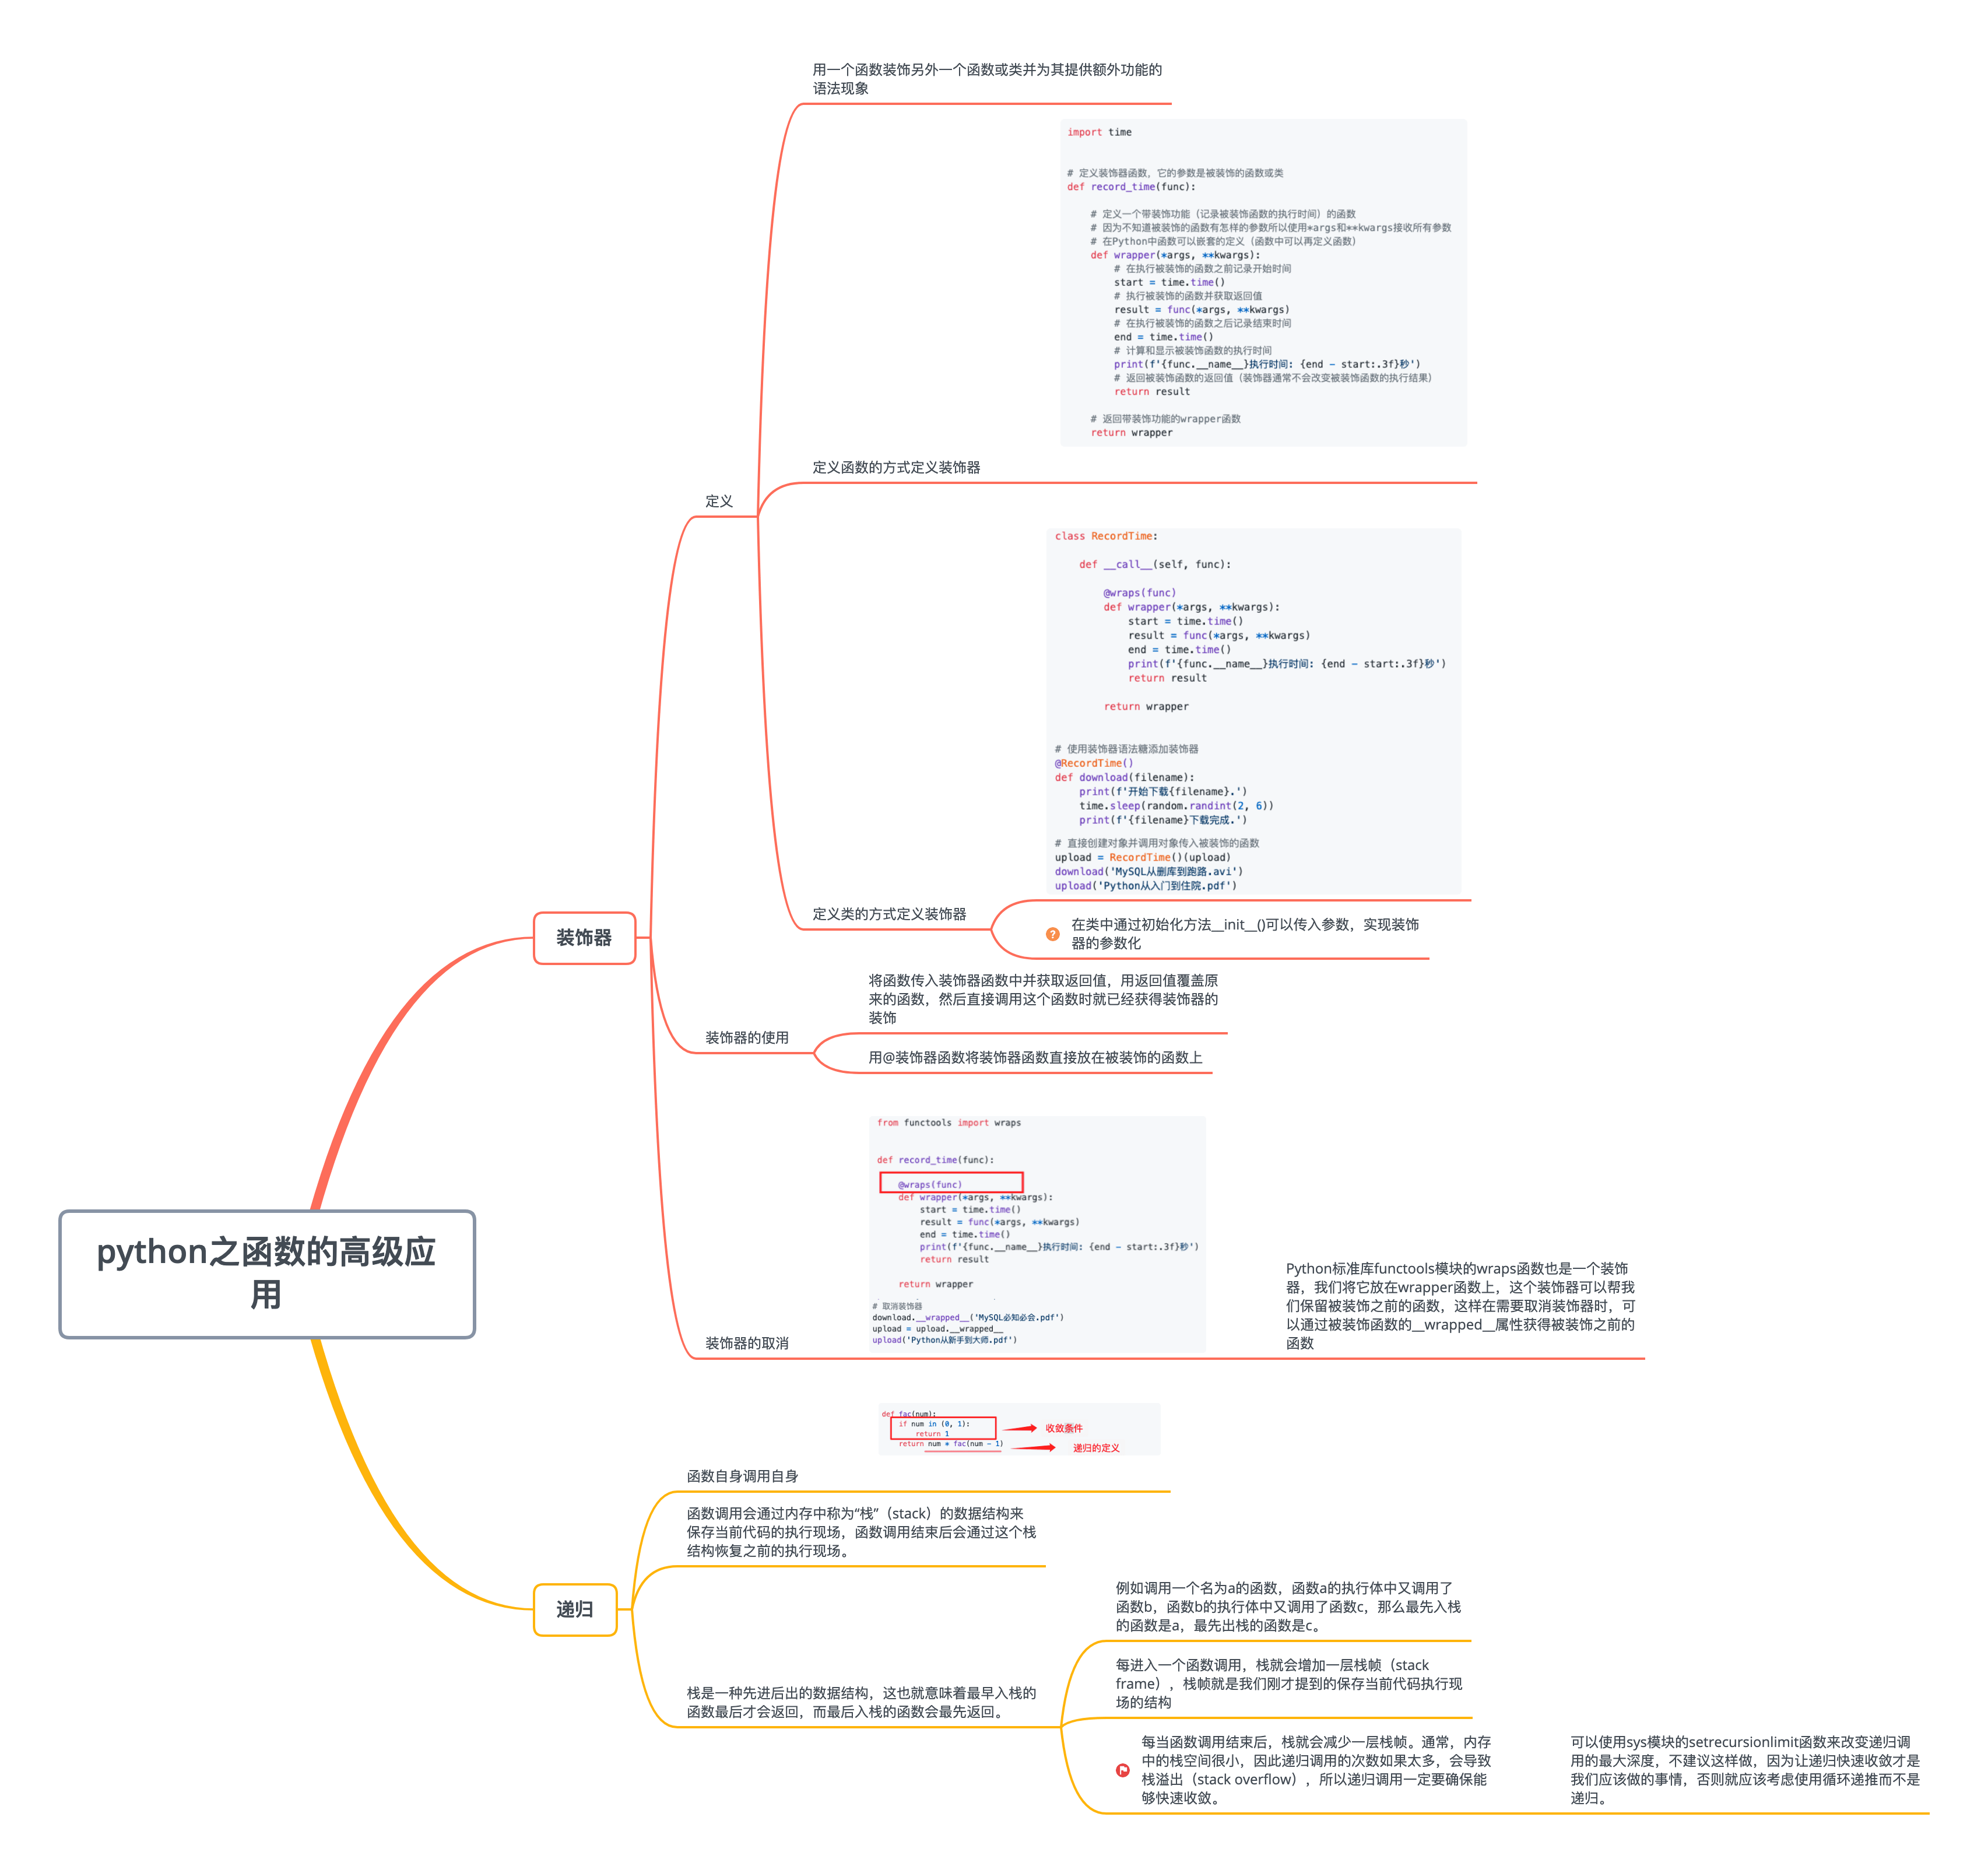 python之函数的高级应
用
装饰器
定义
用一个函数装饰另外一个函数或类并为其提供额外功能的
语法现象
定义函数的方式定义装饰器
import time
# 定义装饰器函数，它的参数是被装饰的函数或类
def record_time(func):
# 定义一个带装饰功能（记录被装饰函数的执行时间）的函数
# 因为不知道被装饰的函数有怎样的参数所以使用*args和**kwargs接收所有参数
# 在Python中函数可以嵌套的定义（函数中可以再定义函数）
def wrapper(*args, **kwargs):
# 在执行被装饰的函数之前记录开始时间
start = time.time()
# 执行被装饰的函数并获取返回值
result = func(*args, **kwargs)
# 在执行被装饰的函数之后记录结束时间
end = time.time()
# 计算和显示被装饰函数的执行时间
print(f'{func.__name__}执行时间: {end - start:.3f}秒')
# 返回被装饰函数的返回值（装饰器通常不会改变被装饰函数的执行结果）
return result
# 返回带装饰功能的wrapper函数
return wrapper
定义类的方式定义装饰器
class RecordTime:
def __call__(self, func):
@wraps(func)
def wrapper(*args, **kwargs):
start = time.time()
result = func(*args, **kwargs)
end = time.time()
print(f'{func.__name__}执行时间: {end - start:.3f}秒')
return result
return wrapper
# 使用装饰器语法糖添加装饰器
@RecordTime()
def download(filename):
print(f'开始下载{filename}.')
time.sleep(random.randint(2, 6))
print(f'{filename}下载完成.')
# 直接创建对象并调用对象传入被装饰的函数
upload = RecordTime()(upload)
download('MySQL从删库到跑路.avi')
upload('Python从入门到住院.pdf')
在类中通过初始化方法__init__()可以传入参数，实现装饰
器的参数化
装饰器的使用
将函数传入装饰器函数中并获取返回值，用返回值覆盖原
来的函数，然后直接调用这个函数时就已经获得装饰器的
装饰
用@装饰器函数将装饰器函数直接放在被装饰的函数上
装饰器的取消
from functools import wraps
def record_time(func):
@wraps(func)
def wrapper(*args, **kwargs):
start = time.time()
result = func(*args, **kwargs)
end = time.time()
print(f'{func.__name__}执行时间: {end - start:.3f}秒')
return result
return wrapper
# 取消装饰器
download.__wrapped__('MySQL必知必会.pdf')
upload = upload.__wrapped__
upload('Python从新手到大师.pdf')
Python标准库functools模块的wraps函数也是一个装饰
器，我们将它放在wrapper函数上，这个装饰器可以帮我
们保留被装饰之前的函数，这样在需要取消装饰器时，可
以通过被装饰函数的__wrapped__属性获得被装饰之前的
函数
递归
函数自身调用自身
def fac(num):
if num in (0, 1):
return 1
return num * fac(num - 1)
收敛条件
递归的定义
函数调用会通过内存中称为“栈”（stack）的数据结构来
保存当前代码的执行现场，函数调用结束后会通过这个栈
结构恢复之前的执行现场。
栈是一种先进后出的数据结构，这也就意味着最早入栈的
函数最后才会返回，而最后入栈的函数会最先返回。
例如调用一个名为a的函数，函数a的执行体中又调用了
函数b，函数b的执行体中又调用了函数c，那么最先入栈
的函数是a，最先出栈的函数是c。
每进入一个函数调用，栈就会增加一层栈帧（stack
frame），栈帧就是我们刚才提到的保存当前代码执行现
场的结构
每当函数调用结束后，栈就会减少一层栈帧。通常，内存
中的栈空间很小，因此递归调用的次数如果太多，会导致
栈溢出（stack overflow），所以递归调用一定要确保能
够快速收敛。
可以使用sys模块的setrecursionlimit函数来改变递归调
用的最大深度，不建议这样做，因为让递归快速收敛才是
我们应该做的事情，否则就应该考虑使用循环递推而不是
递归。